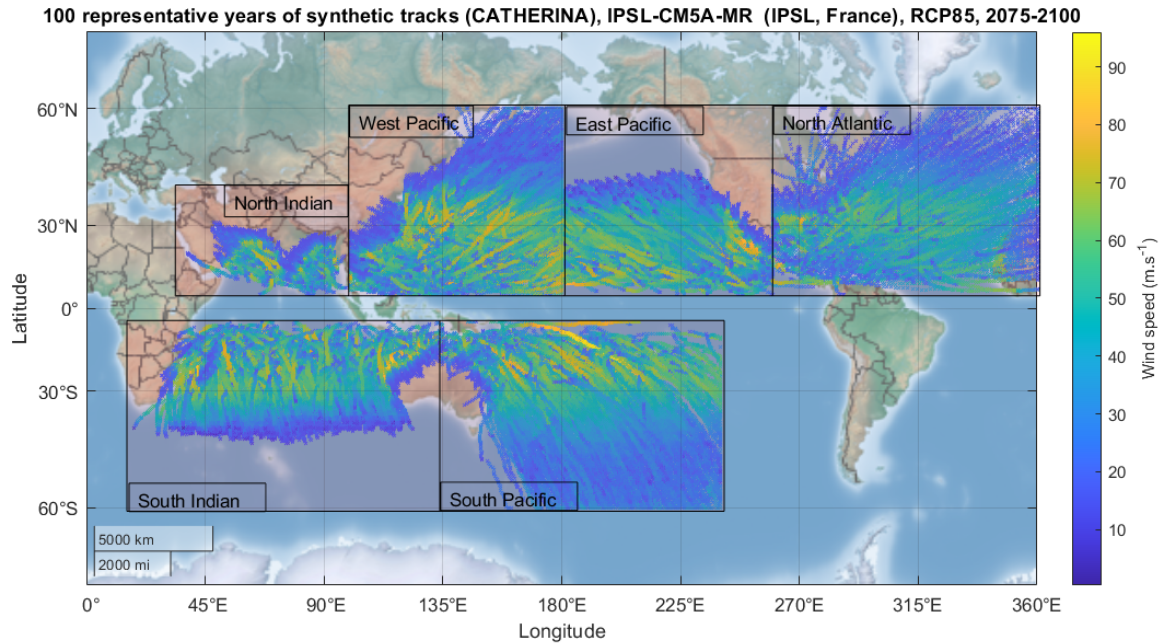 100 representative years of synthetic tracks (CATHERINA), IPSL-CM5A-MR (IPSL, France), RCP85, 2075-2100
60°N
30°N
0°
30°S
60°S
Latitude
West Pacific
East Pacific
North Atlantic
North Indian
South Indian
South Pacific
5000 km
2000 mi
0°
45°E
90°E
135°E
180°E
225°E
270°E
315°E
360°E
Longitude
90
80
70
60
50
40
30
20
10
Wind speed (m.s⁻¹)